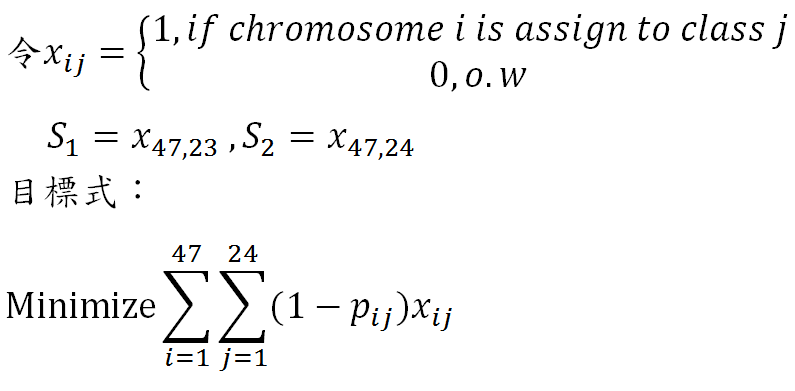 令x_{ij} = {1, if chromosome i is assign to class j
0, o.w
S_1 = x_{47,23} , S_2 = x_{47,24}
目標式：
Minimize ∑_{i=1}^{47} ∑_{j=1}^{24} (1 − p_{ij})x_{ij}